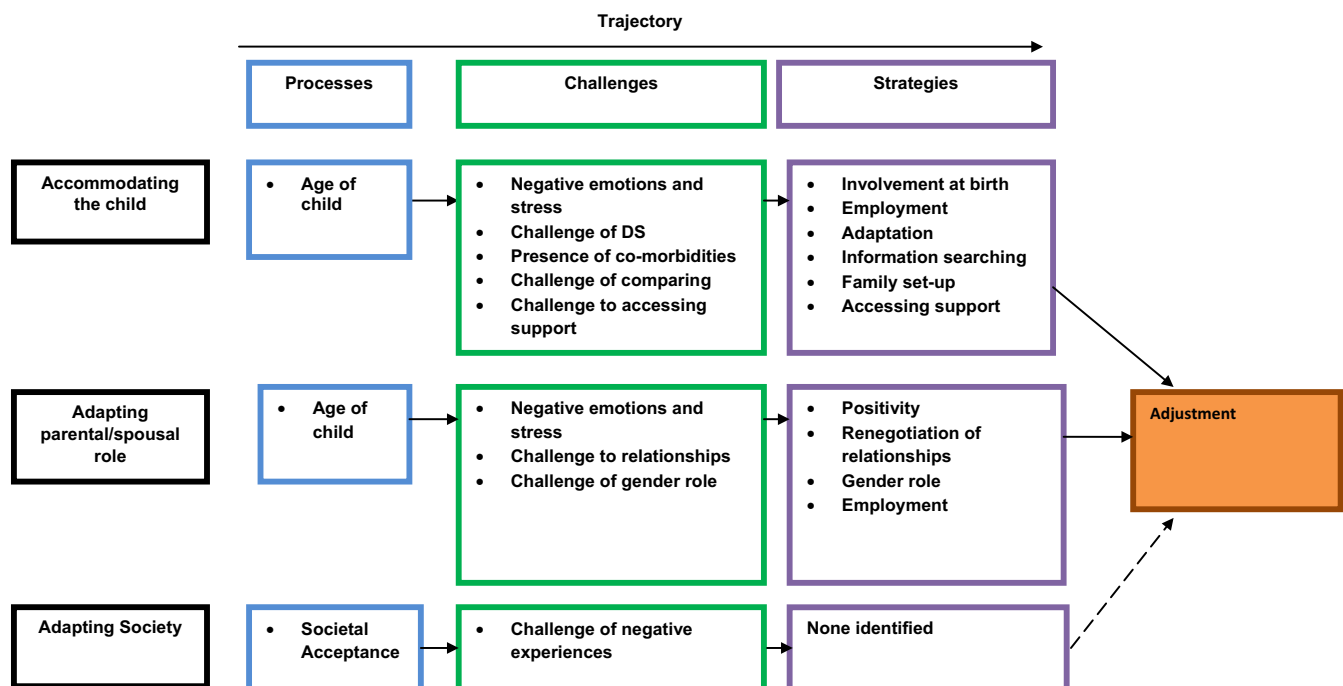 Trajectory
Processes
Challenges
Strategies
Accommodating
the child
• Age of
child
• Negative emotions and
stress
• Challenge of DS
• Presence of co-morbidities
• Challenge of comparing
• Challenge to accessing
support
• Involvement at birth
• Employment
• Adaptation
• Information searching
• Family set-up
• Accessing support
Adapting
parental/spousal
role
• Age of
child
• Negative emotions and
stress
• Challenge to relationships
• Challenge of gender role
• Positivity
• Renegotiation of
relationships
• Gender role
• Employment
Adjustment
Adapting Society
• Societal
Acceptance
• Challenge of negative
experiences
None identified